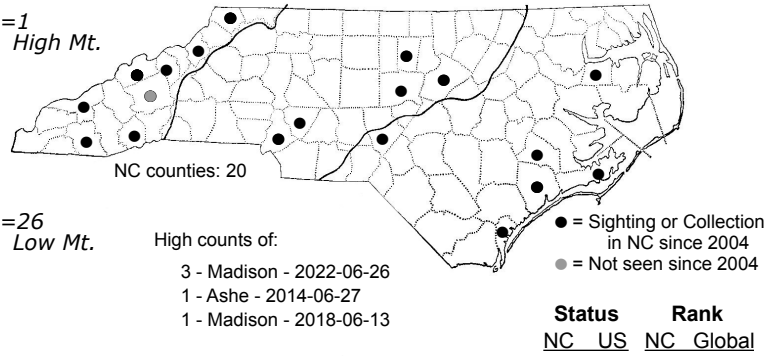 =1
High Mt.
NC counties: 20
=26
Low Mt.
High counts of:
3 - Madison - 2022-06-26
1 - Ashe - 2014-06-27
1 - Madison - 2018-06-13
= Sighting or Collection
in NC since 2004
= Not seen since 2004
Status Rank
NC US NC Global